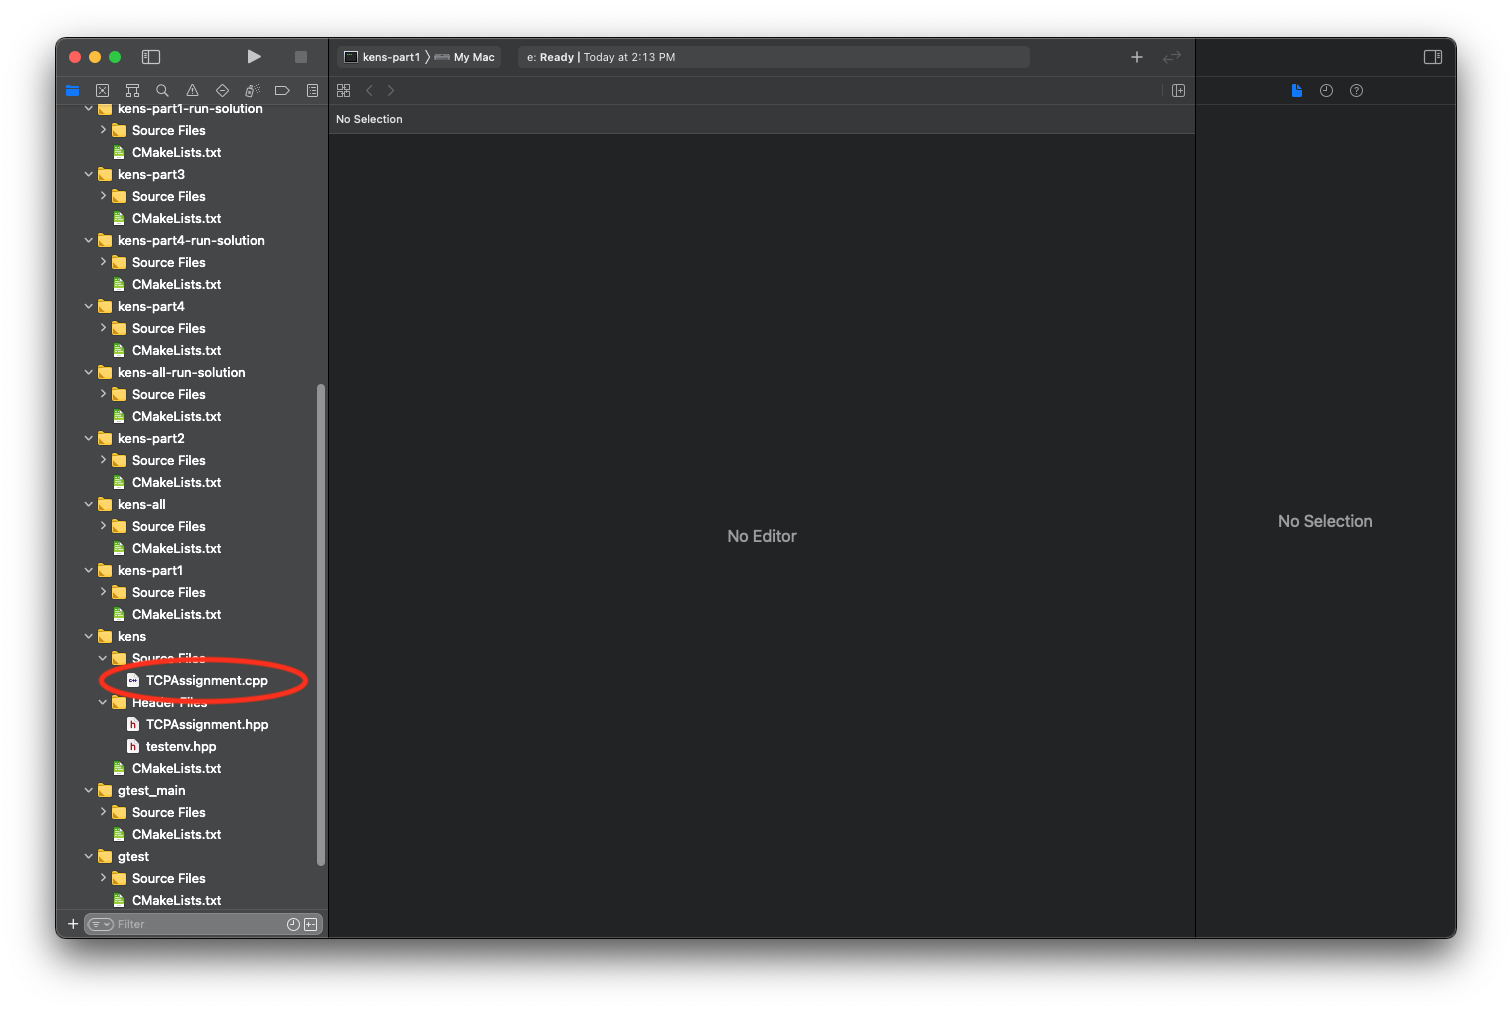 kens-part1 〉 My Mac
e: Ready | Today at 2:13 PM
kens-part1-run-solution
Source Files
CMakeLists.txt
kens-part3
Source Files
CMakeLists.txt
kens-part4-run-solution
Source Files
CMakeLists.txt
kens-part4
Source Files
CMakeLists.txt
kens-all-run-solution
Source Files
CMakeLists.txt
kens-part2
Source Files
CMakeLists.txt
kens-all
Source Files
CMakeLists.txt
kens-part1
Source Files
CMakeLists.txt
kens
Source Files
TCPAssignment.cpp
Header Files
TCPAssignment.hpp
testenv.hpp
CMakeLists.txt
gtest_main
Source Files
CMakeLists.txt
gtest
Source Files
CMakeLists.txt
Filter
No Selection
No Editor
No Selection